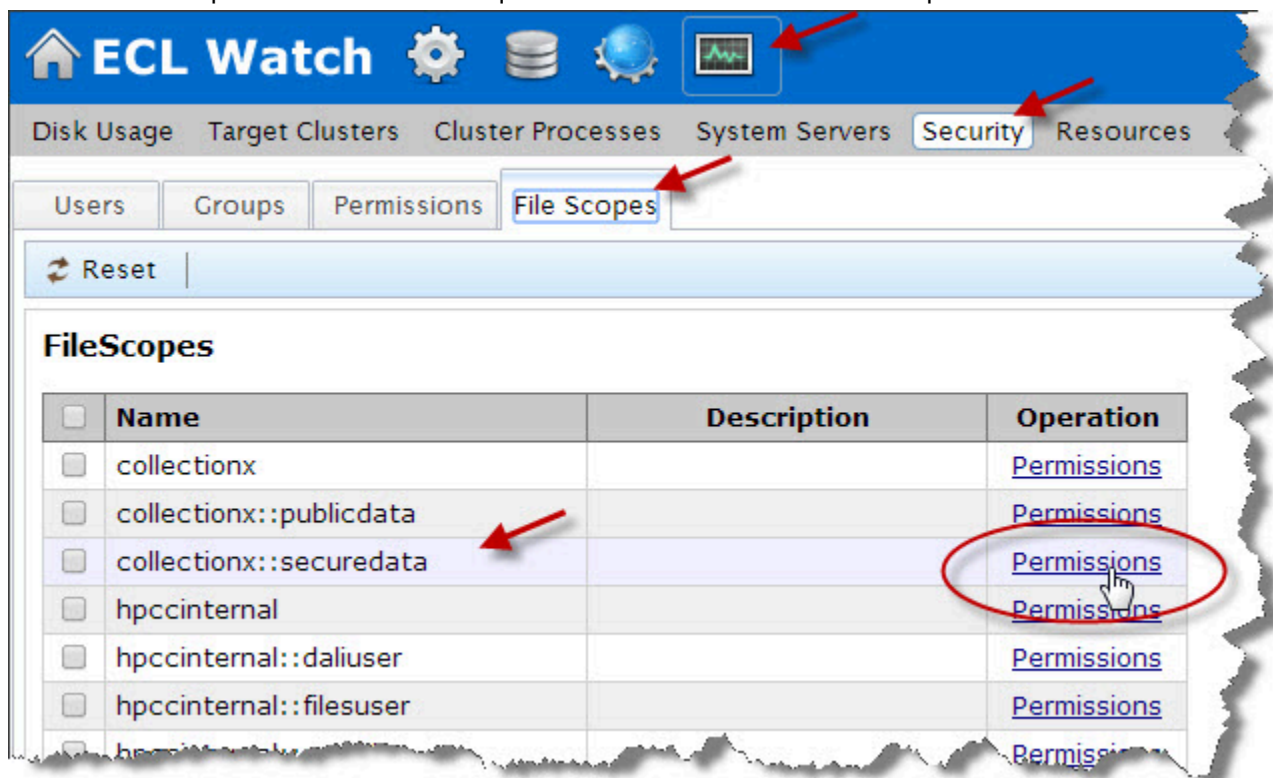 ECL Watch
Disk Usage Target Clusters Cluster Processes System Servers Security Resources
Users Groups Permissions File Scopes
Reset
FileScopes
Name Description Operation
collectionx Permissions
collectionx::publicdata Permissions
collectionx::securedata Permissions
hpccinternal Permissions
hpccinternal::daliuser Permissions
hpccinternal::filesuser Permissions